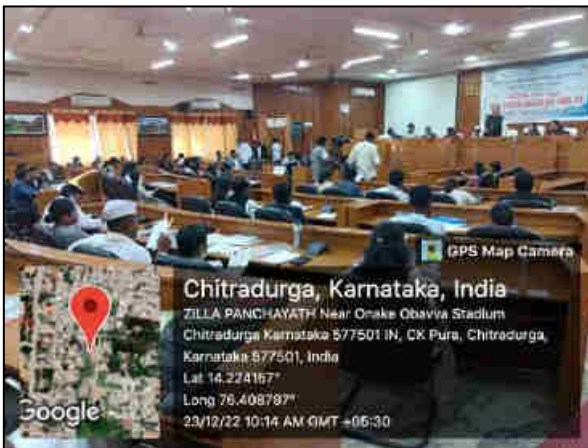 GPS Map Camera
Chitradurga, Karnataka, India
ZILLA PANCHAYATH Near Onake Obavva Stadium
Chitradurga Karnataka 577501 IN, CK Pura, Chitradurga,
Karnataka 577501, India
Lat 14.224167°
Long 76.408797°
23/12/22 10:14 AM GMT +05:30
Google